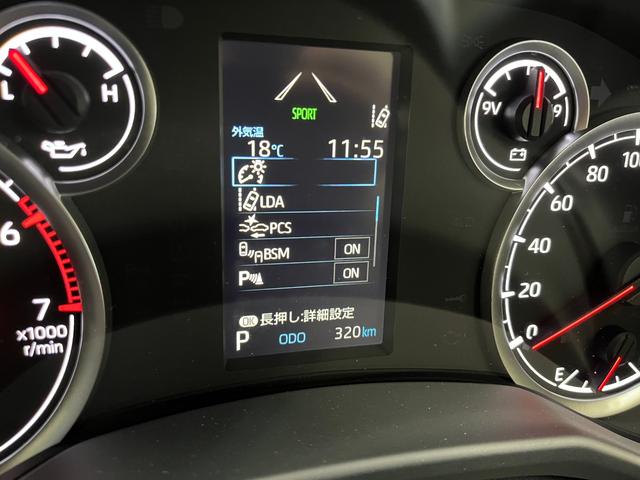 SPORT
外気温
18℃ 11:55
LDA
PCS
BSM ON
P ON
OK 長押し:詳細設定
P ODO 320km
L H
6
7
x1000
r/min
9V 19
100
80
60
40
20
0
E